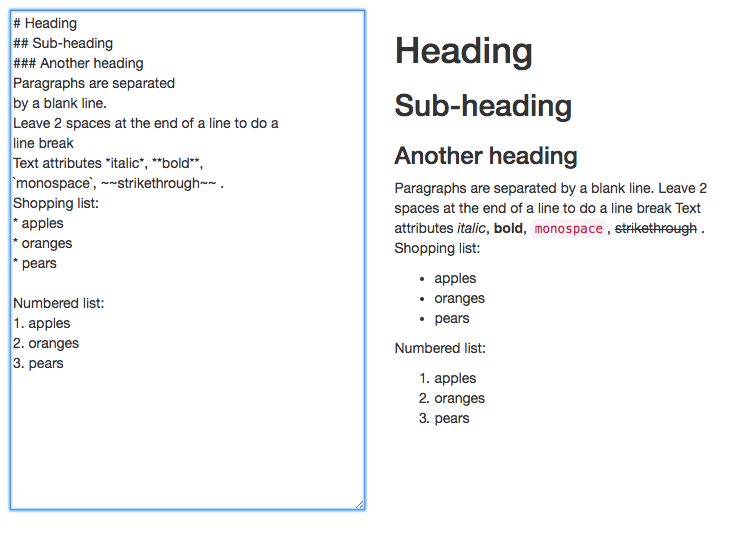 # Heading
## Sub-heading
### Another heading
Paragraphs are separated
by a blank line.
Leave 2 spaces at the end of a line to do a
line break
Text attributes *italic*, **bold**,
`monospace`, ~~strikethrough~~ .
Shopping list:
* apples
* oranges
* pears
Numbered list:
1. apples
2. oranges
3. pears
Heading
Sub-heading
Another heading
Paragraphs are separated by a blank line. Leave 2
spaces at the end of a line to do a line break Text
attributes italic, bold, monospace , strikethrough .
Shopping list:
• apples
• oranges
• pears
Numbered list:
1. apples
2. oranges
3. pears